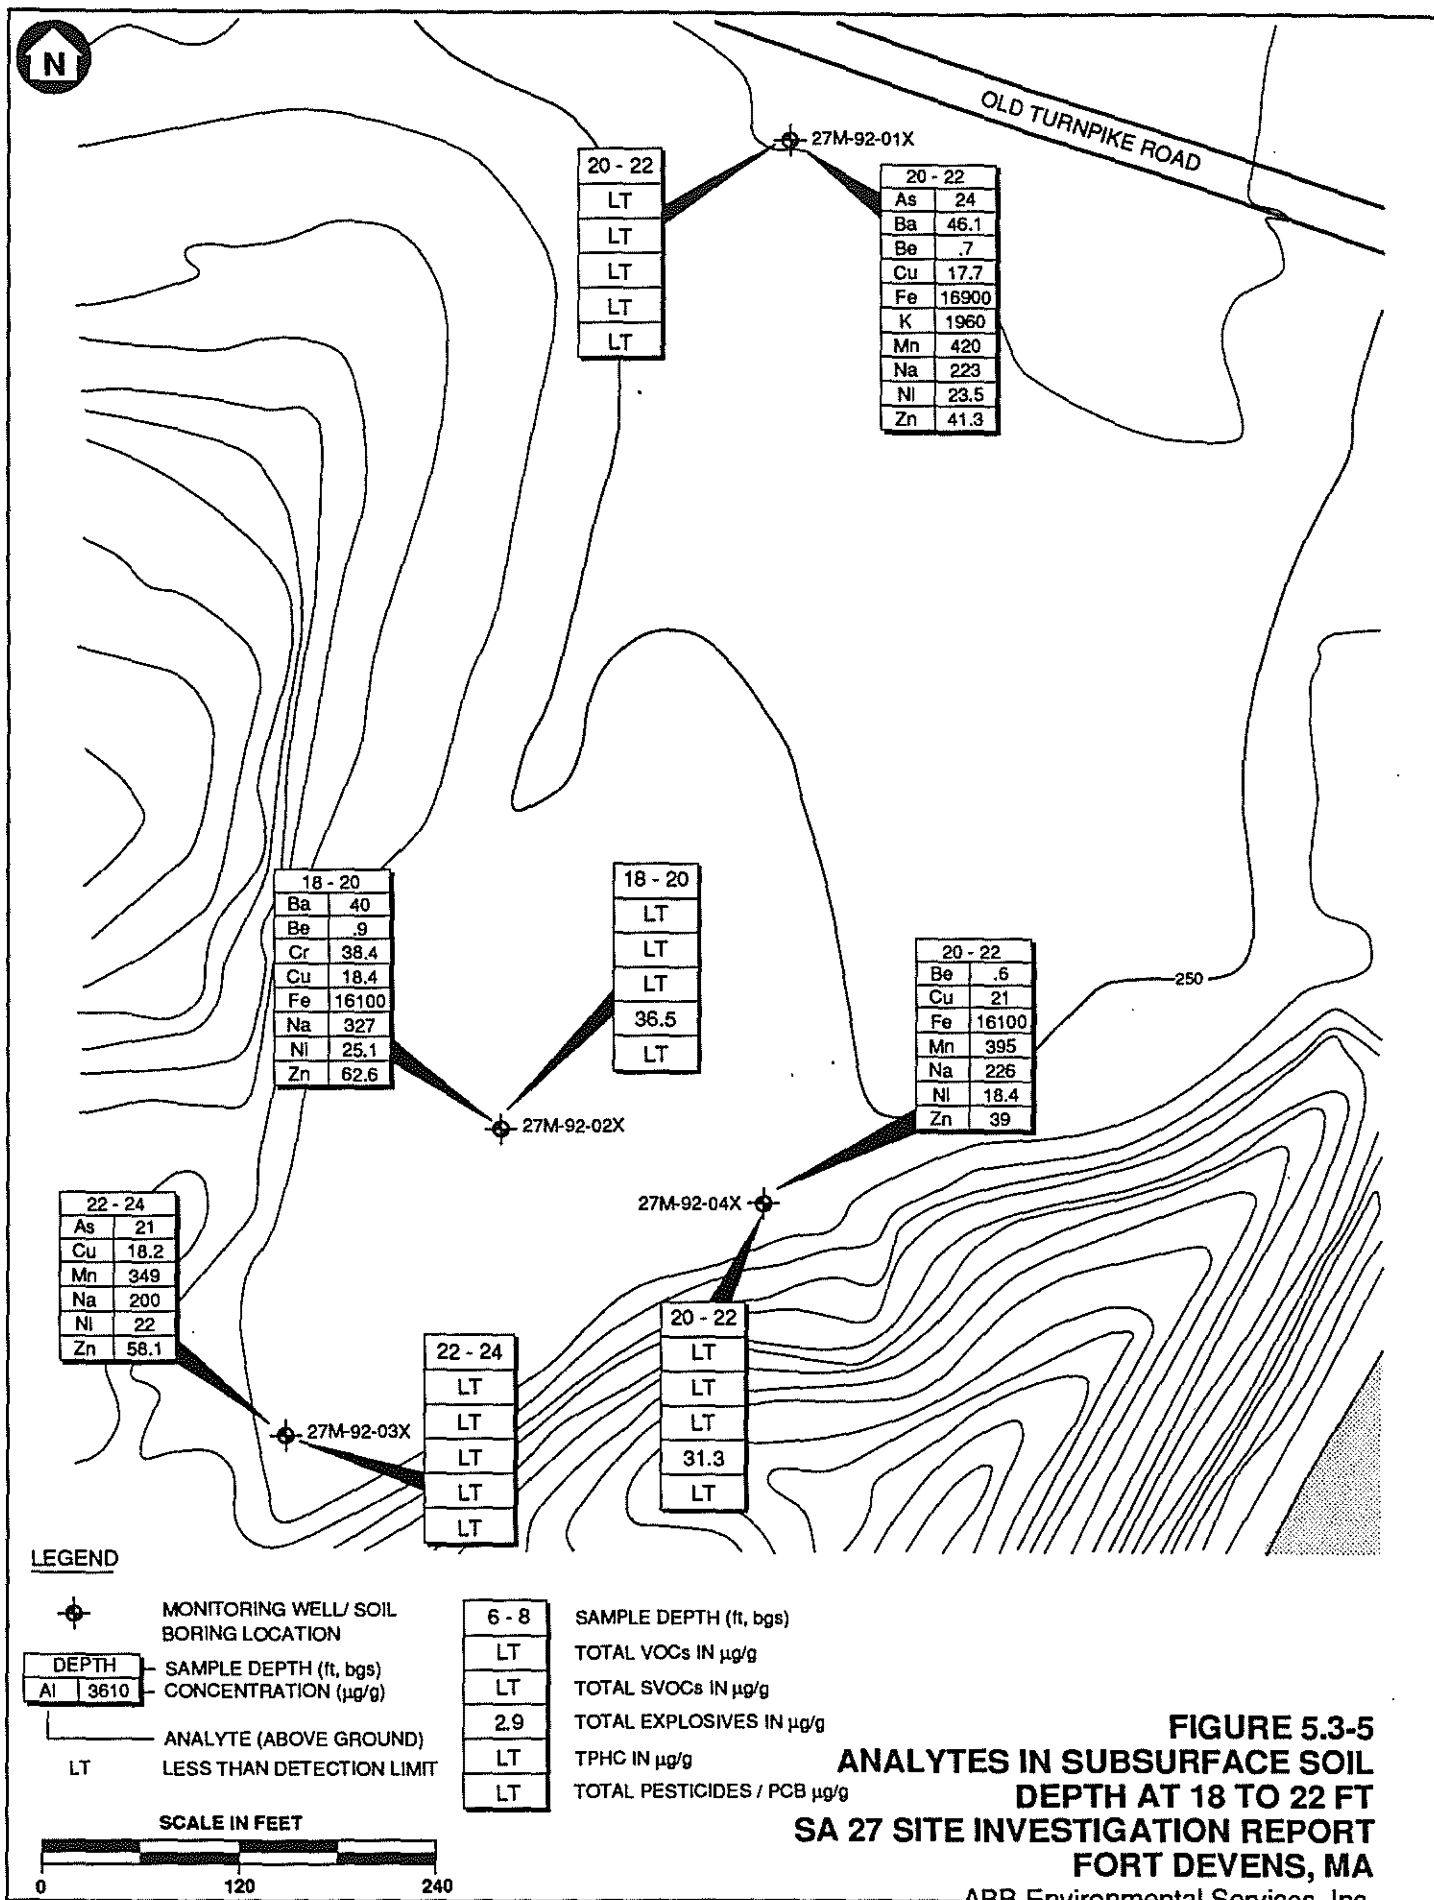 N
OLD TURNPIKE ROAD
27M-92-01X
20 - 22
LT
LT
LT
LT
LT
20 - 22
As 24
Ba 46.1
Be .7
Cu 17.7
Fe 16900
K 1960
Mn 420
Na 223
Ni 23.5
Zn 41.3
18 - 20
Ba 40
Be .9
Cr 38.4
Cu 18.4
Fe 16100
Na 327
Ni 25.1
Zn 62.6
18 - 20
LT
LT
LT
36.5
LT
27M-92-02X
20 - 22
Be .6
Cu 21
Fe 16100
Mn 395
Na 226
Ni 18.4
Zn 39
250
27M-92-04X
20 - 22
LT
LT
LT
31.3
LT
22 - 24
As 21
Cu 18.2
Mn 349
Na 200
Ni 22
Zn 58.1
27M-92-03X
22 - 24
LT
LT
LT
LT
LT
LEGEND
MONITORING WELL/ SOIL
BORING LOCATION
DEPTH
SAMPLE DEPTH (ft, bgs)
Al 3610
CONCENTRATION (µg/g)
ANALYTE (ABOVE GROUND)
LT LESS THAN DETECTION LIMIT
6 - 8 SAMPLE DEPTH (ft, bgs)
LT TOTAL VOCs IN µg/g
LT TOTAL SVOCs IN µg/g
2.9 TOTAL EXPLOSIVES IN µg/g
LT TPHC IN µg/g
LT TOTAL PESTICIDES / PCB µg/g
SCALE IN FEET
0 120 240
FIGURE 5.3-5
ANALYTES IN SUBSURFACE SOIL
DEPTH AT 18 TO 22 FT
SA 27 SITE INVESTIGATION REPORT
FORT DEVENS, MA
ABB Environmental Services, Inc.